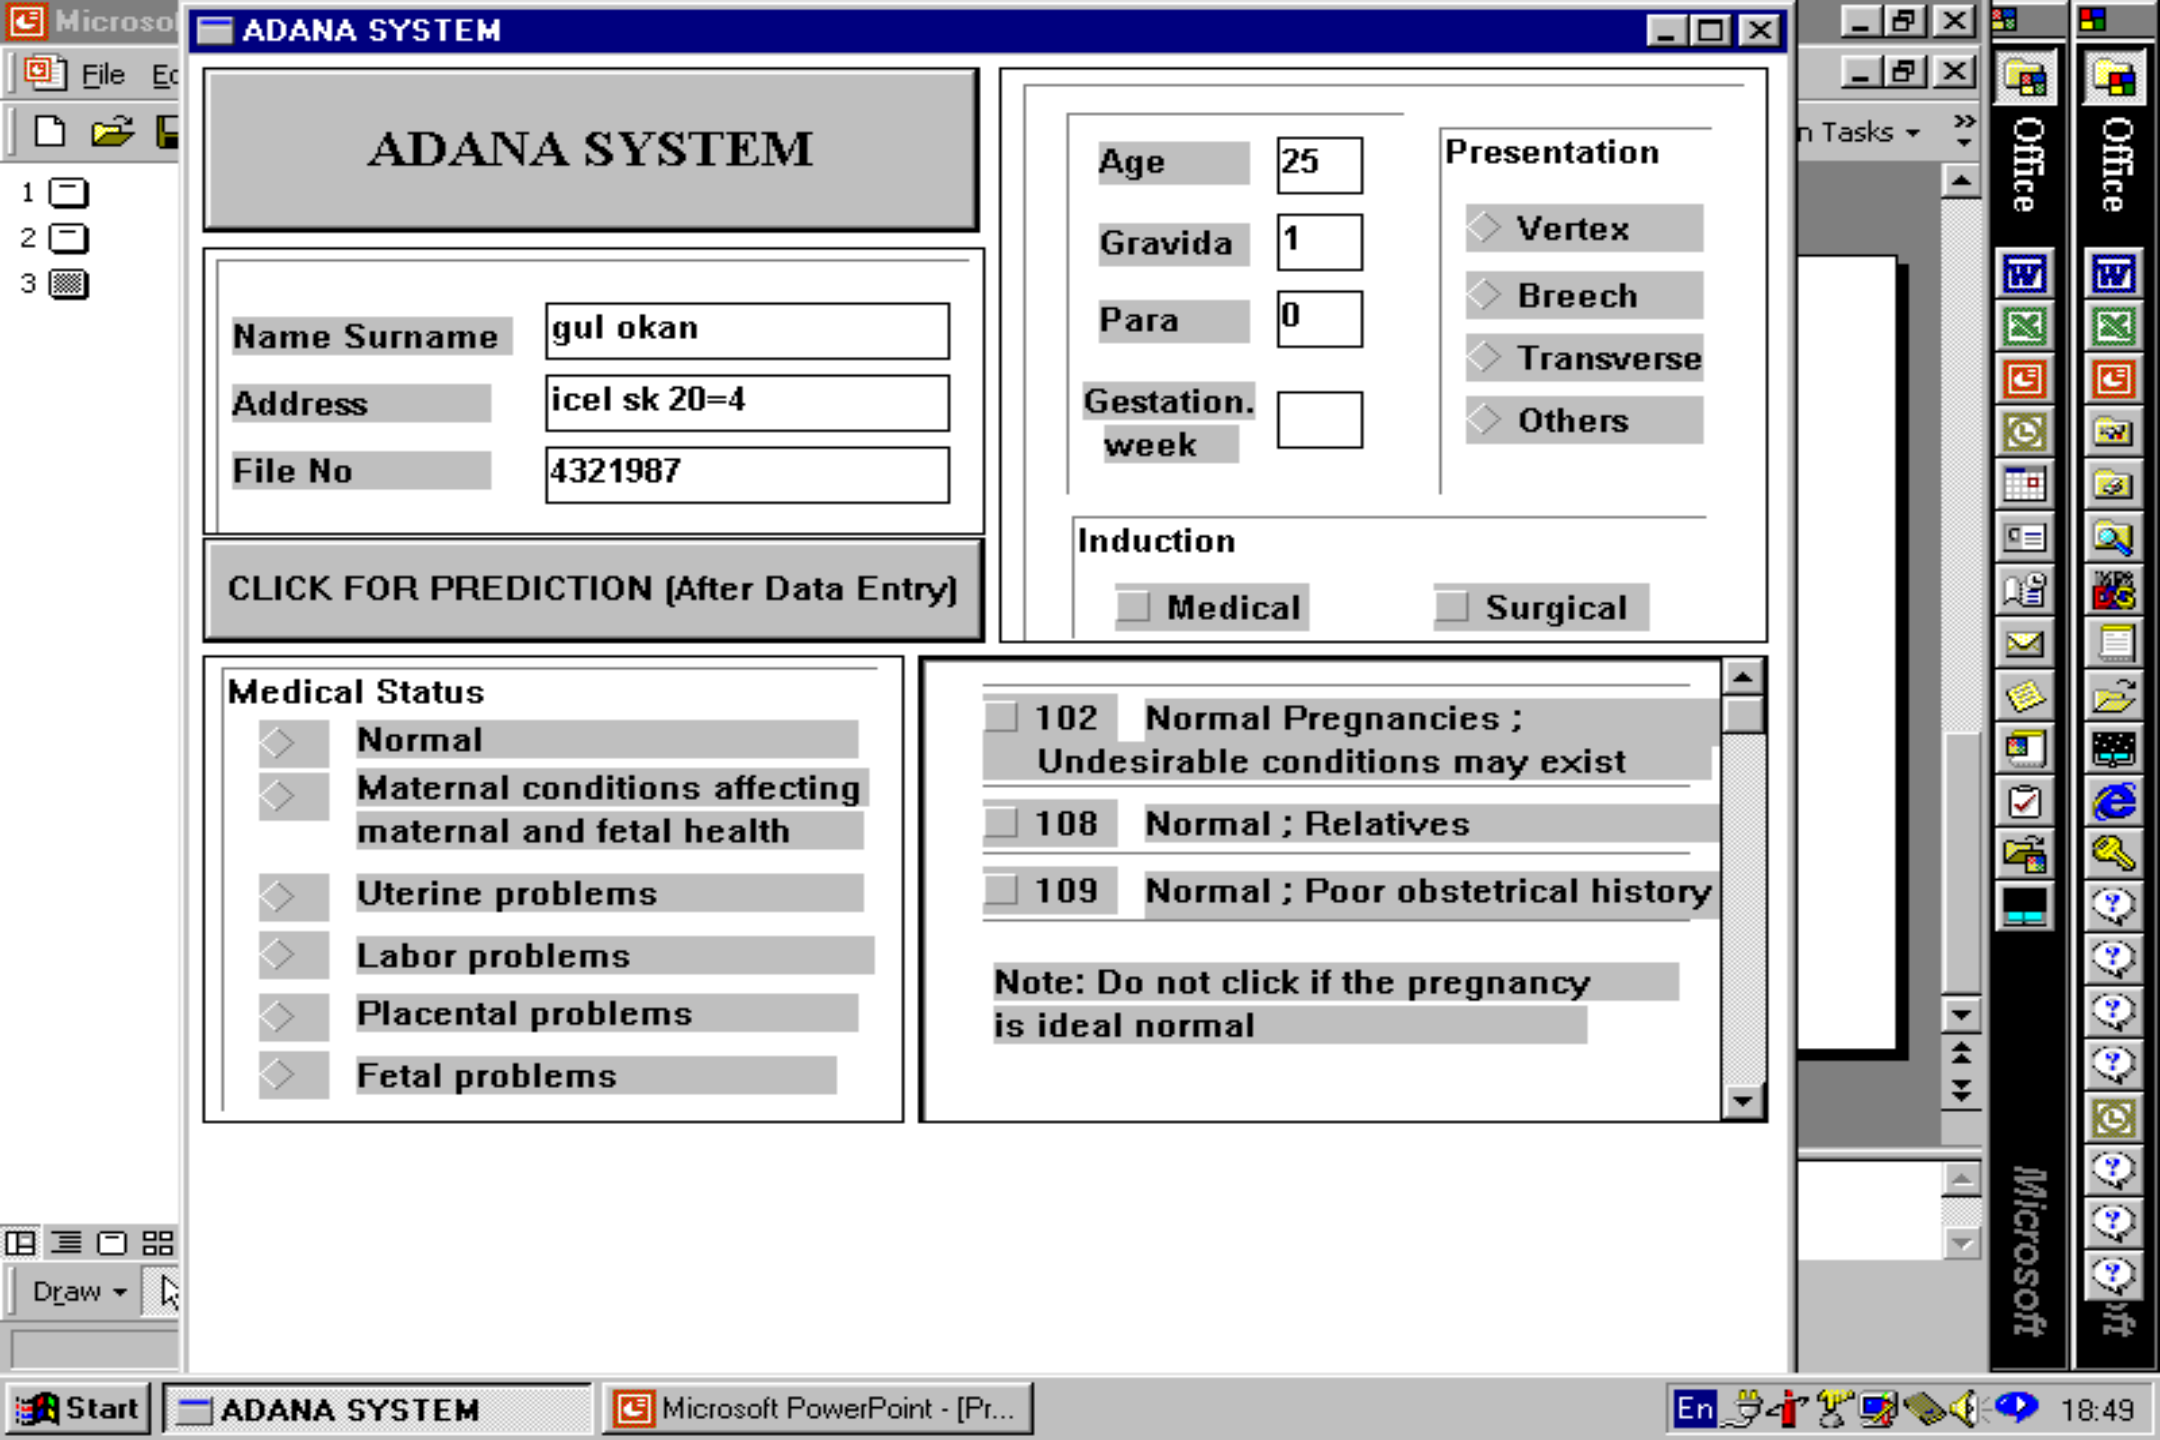 Microso
ADANA SYSTEM
File Ed
n Tasks
1
2
3
ADANA SYSTEM
Name Surname gul okan
Address icel sk 20=4
File No 4321987
CLICK FOR PREDICTION (After Data Entry)
Age 25
Gravida 1
Para 0
Gestation.
week
Presentation
Vertex
Breech
Transverse
Others
Induction
Medical Surgical
Medical Status
Normal
Maternal conditions affecting
maternal and fetal health
Uterine problems
Labor problems
Placental problems
Fetal problems
102 Normal Pregnancies ;
Undesirable conditions may exist
108 Normal ; Relatives
109 Normal ; Poor obstetrical history
Note: Do not click if the pregnancy
is ideal normal
Office
Office
Microsoft
Draw
Start ADANA SYSTEM Microsoft PowerPoint - [Pr... En 18:49